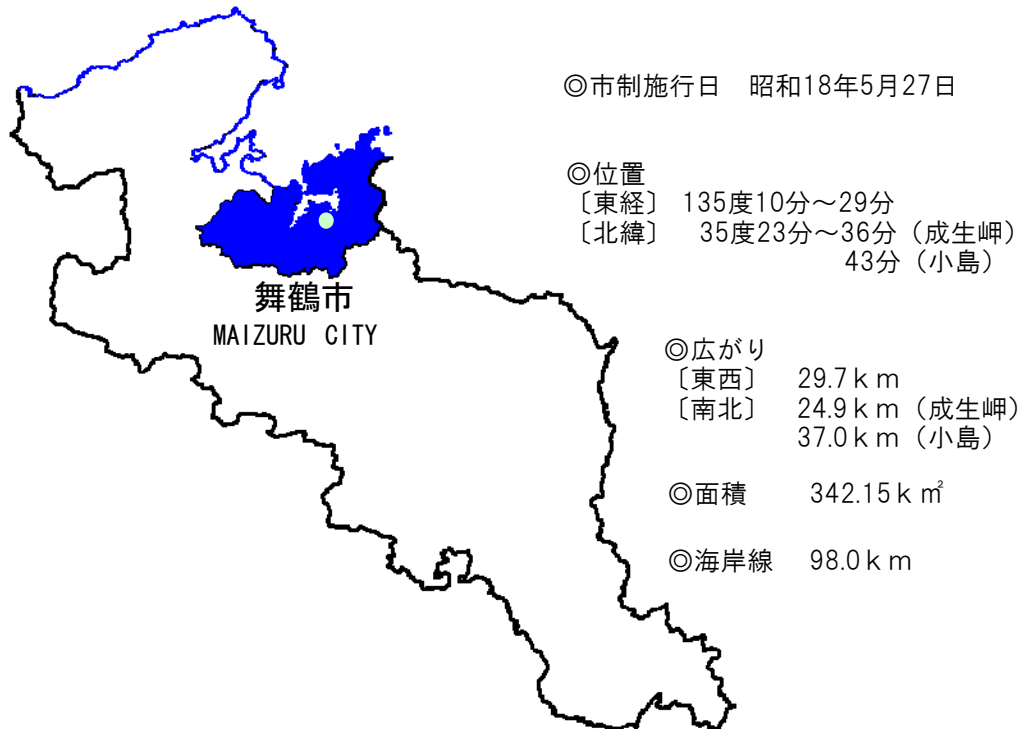 ◎市制施行日　昭和18年5月27日
◎位置
〔東経〕 135度10分～29分
〔北緯〕 35度23分～36分（成生岬）
43分（小島）
舞鶴市
MAIZURU CITY
◎広がり
〔東西〕 29.7ｋｍ
〔南北〕 24.9ｋｍ（成生岬）
37.0ｋｍ（小島）
◎面積 342.15ｋ㎡
◎海岸線 98.0ｋｍ